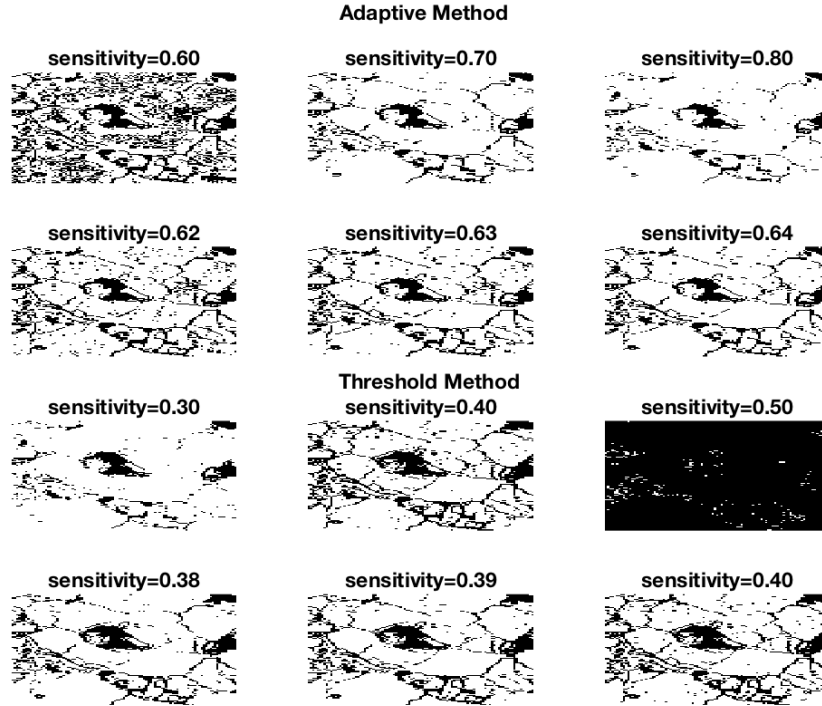 Adaptive Method
sensitivity=0.60
sensitivity=0.70
sensitivity=0.80
sensitivity=0.62
sensitivity=0.63
sensitivity=0.64
Threshold Method
sensitivity=0.30
sensitivity=0.40
sensitivity=0.50
sensitivity=0.38
sensitivity=0.39
sensitivity=0.40